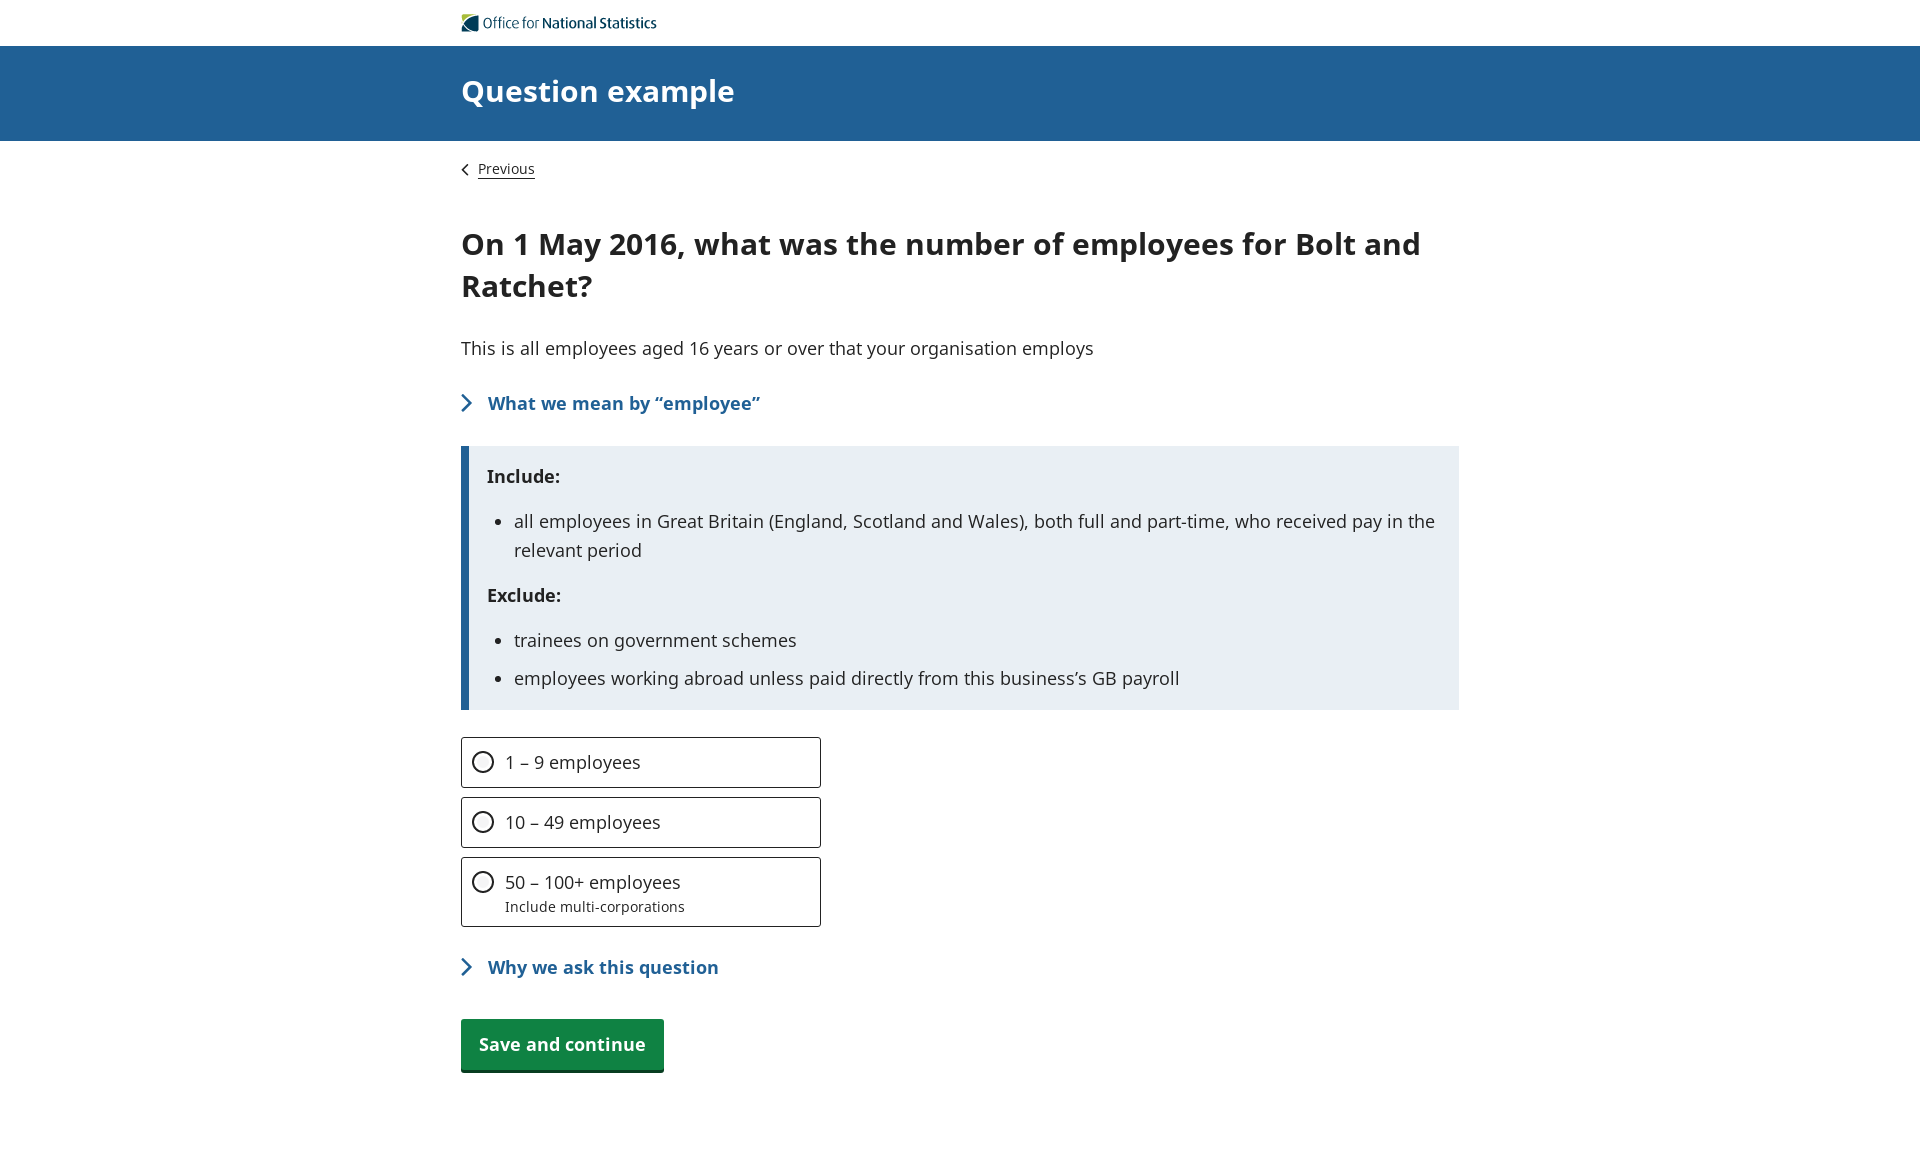 Office for National Statistics
Question example
Previous
On 1 May 2016, what was the number of employees for Bolt and
Ratchet?
This is all employees aged 16 years or over that your organisation employs
What we mean by “employee”
Include:
• all employees in Great Britain (England, Scotland and Wales), both full and part-time, who received pay in the
relevant period
Exclude:
• trainees on government schemes
• employees working abroad unless paid directly from this business’s GB payroll
1 – 9 employees
10 – 49 employees
50 – 100+ employees
Include multi-corporations
Why we ask this question
Save and continue